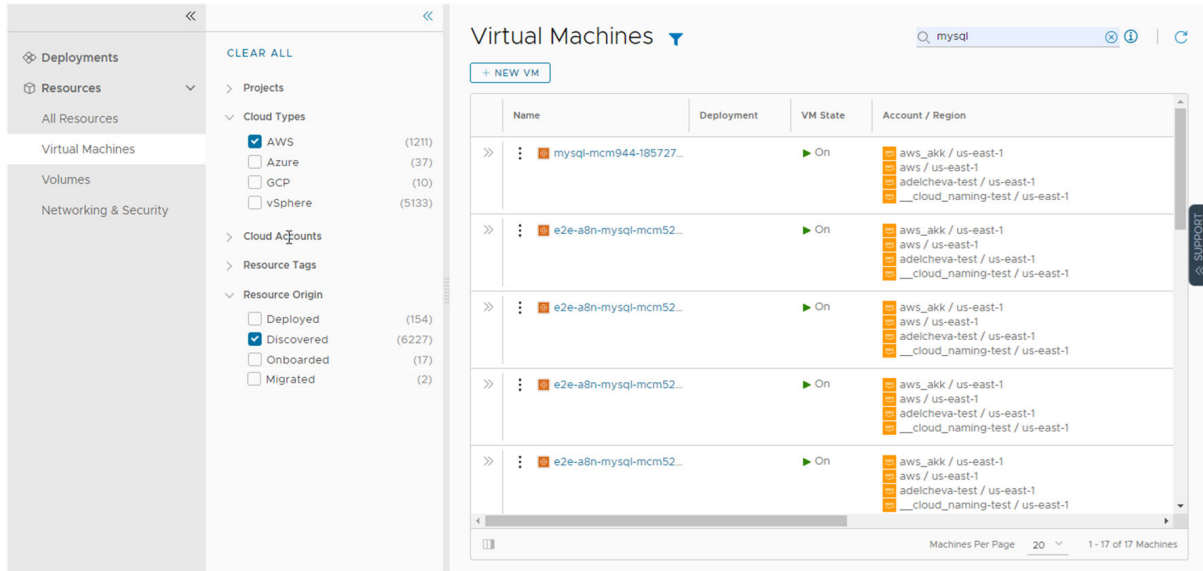 Deployments
Resources
All Resources
Virtual Machines
Volumes
Networking & Security
CLEAR ALL
Projects
Cloud Types
AWS (1211)
Azure (37)
GCP (10)
vSphere (5133)
Cloud Accounts
Resource Tags
Resource Origin
Deployed (154)
Discovered (6227)
Onboarded (17)
Migrated (2)
Virtual Machines
mysql
+ NEW VM
Name Deployment VM State Account / Region
mysql-mcm944-185727... On aws_akk / us-east-1
aws / us-east-1
adelcheva-test / us-east-1
__cloud_naming-test / us-east-1
e2e-a8n-mysql-mcm52... On aws_akk / us-east-1
aws / us-east-1
adelcheva-test / us-east-1
__cloud_naming-test / us-east-1
e2e-a8n-mysql-mcm52... On aws_akk / us-east-1
aws / us-east-1
adelcheva-test / us-east-1
__cloud_naming-test / us-east-1
e2e-a8n-mysql-mcm52... On aws_akk / us-east-1
aws / us-east-1
adelcheva-test / us-east-1
__cloud_naming-test / us-east-1
e2e-a8n-mysql-mcm52... On aws_akk / us-east-1
aws / us-east-1
adelcheva-test / us-east-1
__cloud_naming-test / us-east-1
Machines Per Page 20 1 - 17 of 17 Machines
SUPPORT